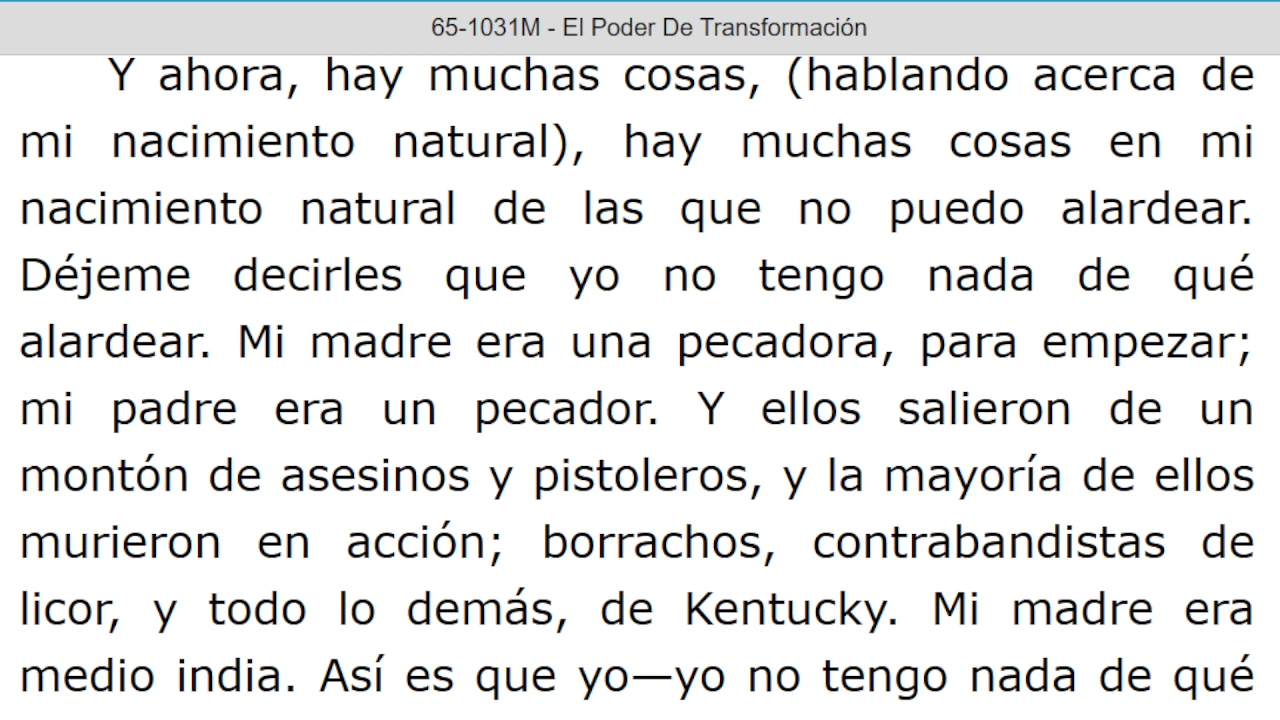 65-1031M - El Poder De Transformación
Y ahora, hay muchas cosas, (hablando acerca de
mi nacimiento natural), hay muchas cosas en mi
nacimiento natural de las que no puedo alardear.
Déjeme decirles que yo no tengo nada de qué
alardear. Mi madre era una pecadora, para empezar;
mi padre era un pecador. Y ellos salieron de un
montón de asesinos y pistoleros, y la mayoría de ellos
murieron en acción; borrachos, contrabandistas de
licor, y todo lo demás, de Kentucky. Mi madre era
medio india. Así es que yo—yo no tengo nada de qué